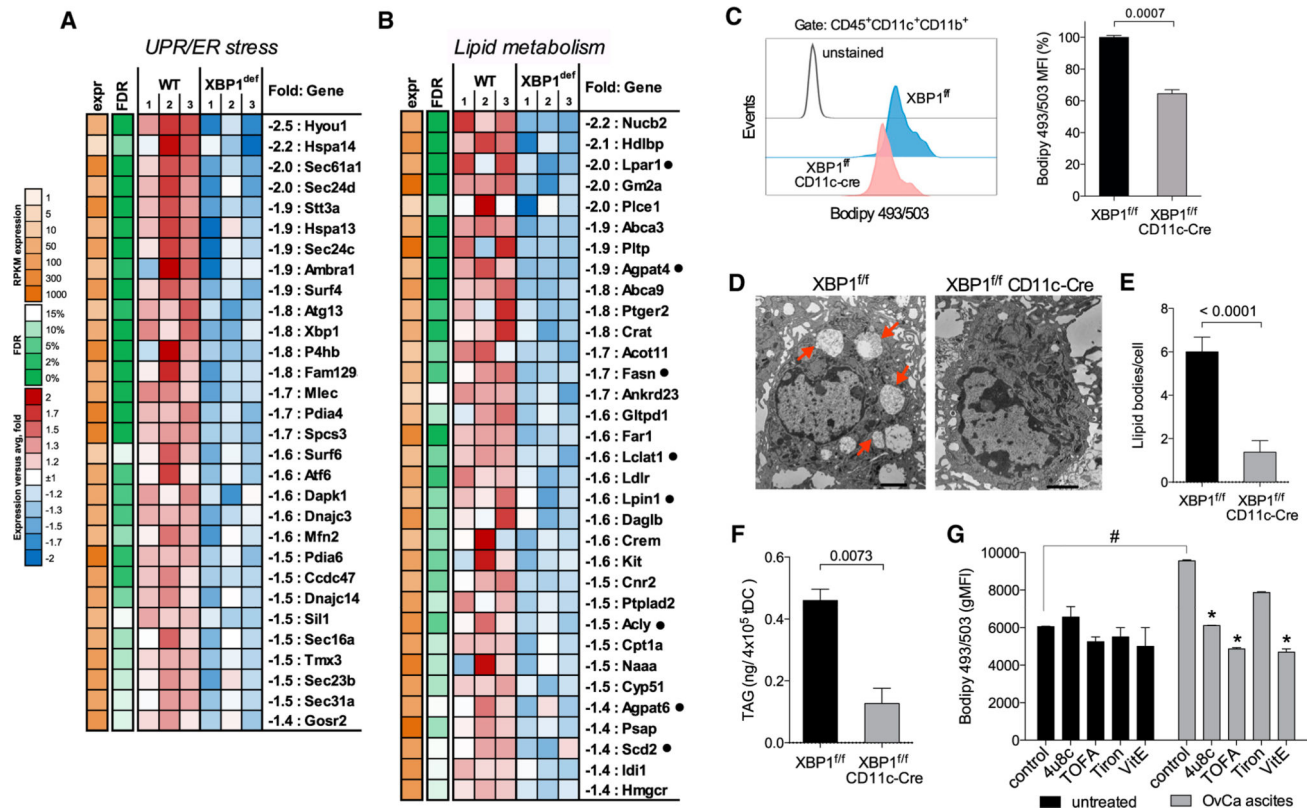 A
UPR/ER stress
expr
FDR
WT
XBP1def
Fold: Gene
1 2 3 1 2 3
-2.5 : Hyou1
-2.2 : Hspa14
-2.0 : Sec61a1
-2.0 : Sec24d
-1.9 : Stt3a
-1.9 : Hspa13
-1.9 : Sec24c
-1.9 : Ambra1
-1.9 : Surf4
-1.8 : Atg13
-1.8 : Xbp1
-1.8 : P4hb
-1.8 : Fam129
-1.7 : Mlec
-1.7 : Pdia4
-1.7 : Spcs3
-1.6 : Surf6
-1.6 : Atf6
-1.6 : Dapk1
-1.6 : Dnajc3
-1.6 : Mfn2
-1.5 : Pdia6
-1.5 : Ccdc47
-1.5 : Dnajc14
-1.5 : Sil1
-1.5 : Sec16a
-1.5 : Tmx3
-1.5 : Sec23b
-1.5 : Sec31a
-1.4 : Gosr2
RPKM expression
1
5
10
50
100
300
1000
FDR
15%
10%
5%
2%
0%
Expression versus avg, fold
2
1.7
1.5
1.3
1.2
±1
-1.2
-1.3
-1.5
-1.7
-2
B
Lipid metabolism
expr
FDR
WT
XBP1def
Fold: Gene
1 2 3 1 2 3
-2.2 : Nucb2
-2.1 : Hdlbp
-2.0 : Lpar1 ●
-2.0 : Gm2a
-2.0 : Plce1
-1.9 : Abca3
-1.9 : Pltp
-1.9 : Agpat4 ●
-1.8 : Abca9
-1.8 : Ptger2
-1.8 : Crat
-1.7 : Acot11
-1.7 : Fasn ●
-1.7 : Ankrd23
-1.6 : Gltpd1
-1.6 : Far1
-1.6 : Lclat1 ●
-1.6 : Ldlr
-1.6 : Lpin1 ●
-1.6 : Daglb
-1.6 : Crem
-1.6 : Kit
-1.5 : Cnr2
-1.5 : Ptplad2
-1.5 : Acly ●
-1.5 : Cpt1a
-1.5 : Naaa
-1.5 : Cyp51
-1.4 : Agpat6 ●
-1.4 : Psap
-1.4 : Scd2 ●
-1.4 : Idi1
-1.4 : Hmgcr
C
Gate: CD45+CD11c+CD11b+
unstained
XBP1f/f
XBP1f/f
CD11c-cre
Events
Bodipy 493/503
0.0007
Bodipy 493/503 MFI (%)
100
80
60
40
20
0
XBP1f/f
XBP1f/f
CD11c-Cre
D
XBP1f/f
XBP1f/f CD11c-Cre
E
< 0.0001
Llipid bodies/cell
8
6
4
2
0
XBP1f/f
XBP1f/f
CD11c-Cre
F
0.0073
TAG (ng/ 4x10⁵ tDC)
0.6
0.4
0.2
0.0
XBP1f/f
XBP1f/f
CD11c-Cre
G
#
Bodipy 493/503 (gMFI)
10000
8000
6000
4000
2000
0
* * *
control 4u8c TOFA Tiron VitE control 4u8c TOFA Tiron VitE
untreated
OvCa ascites